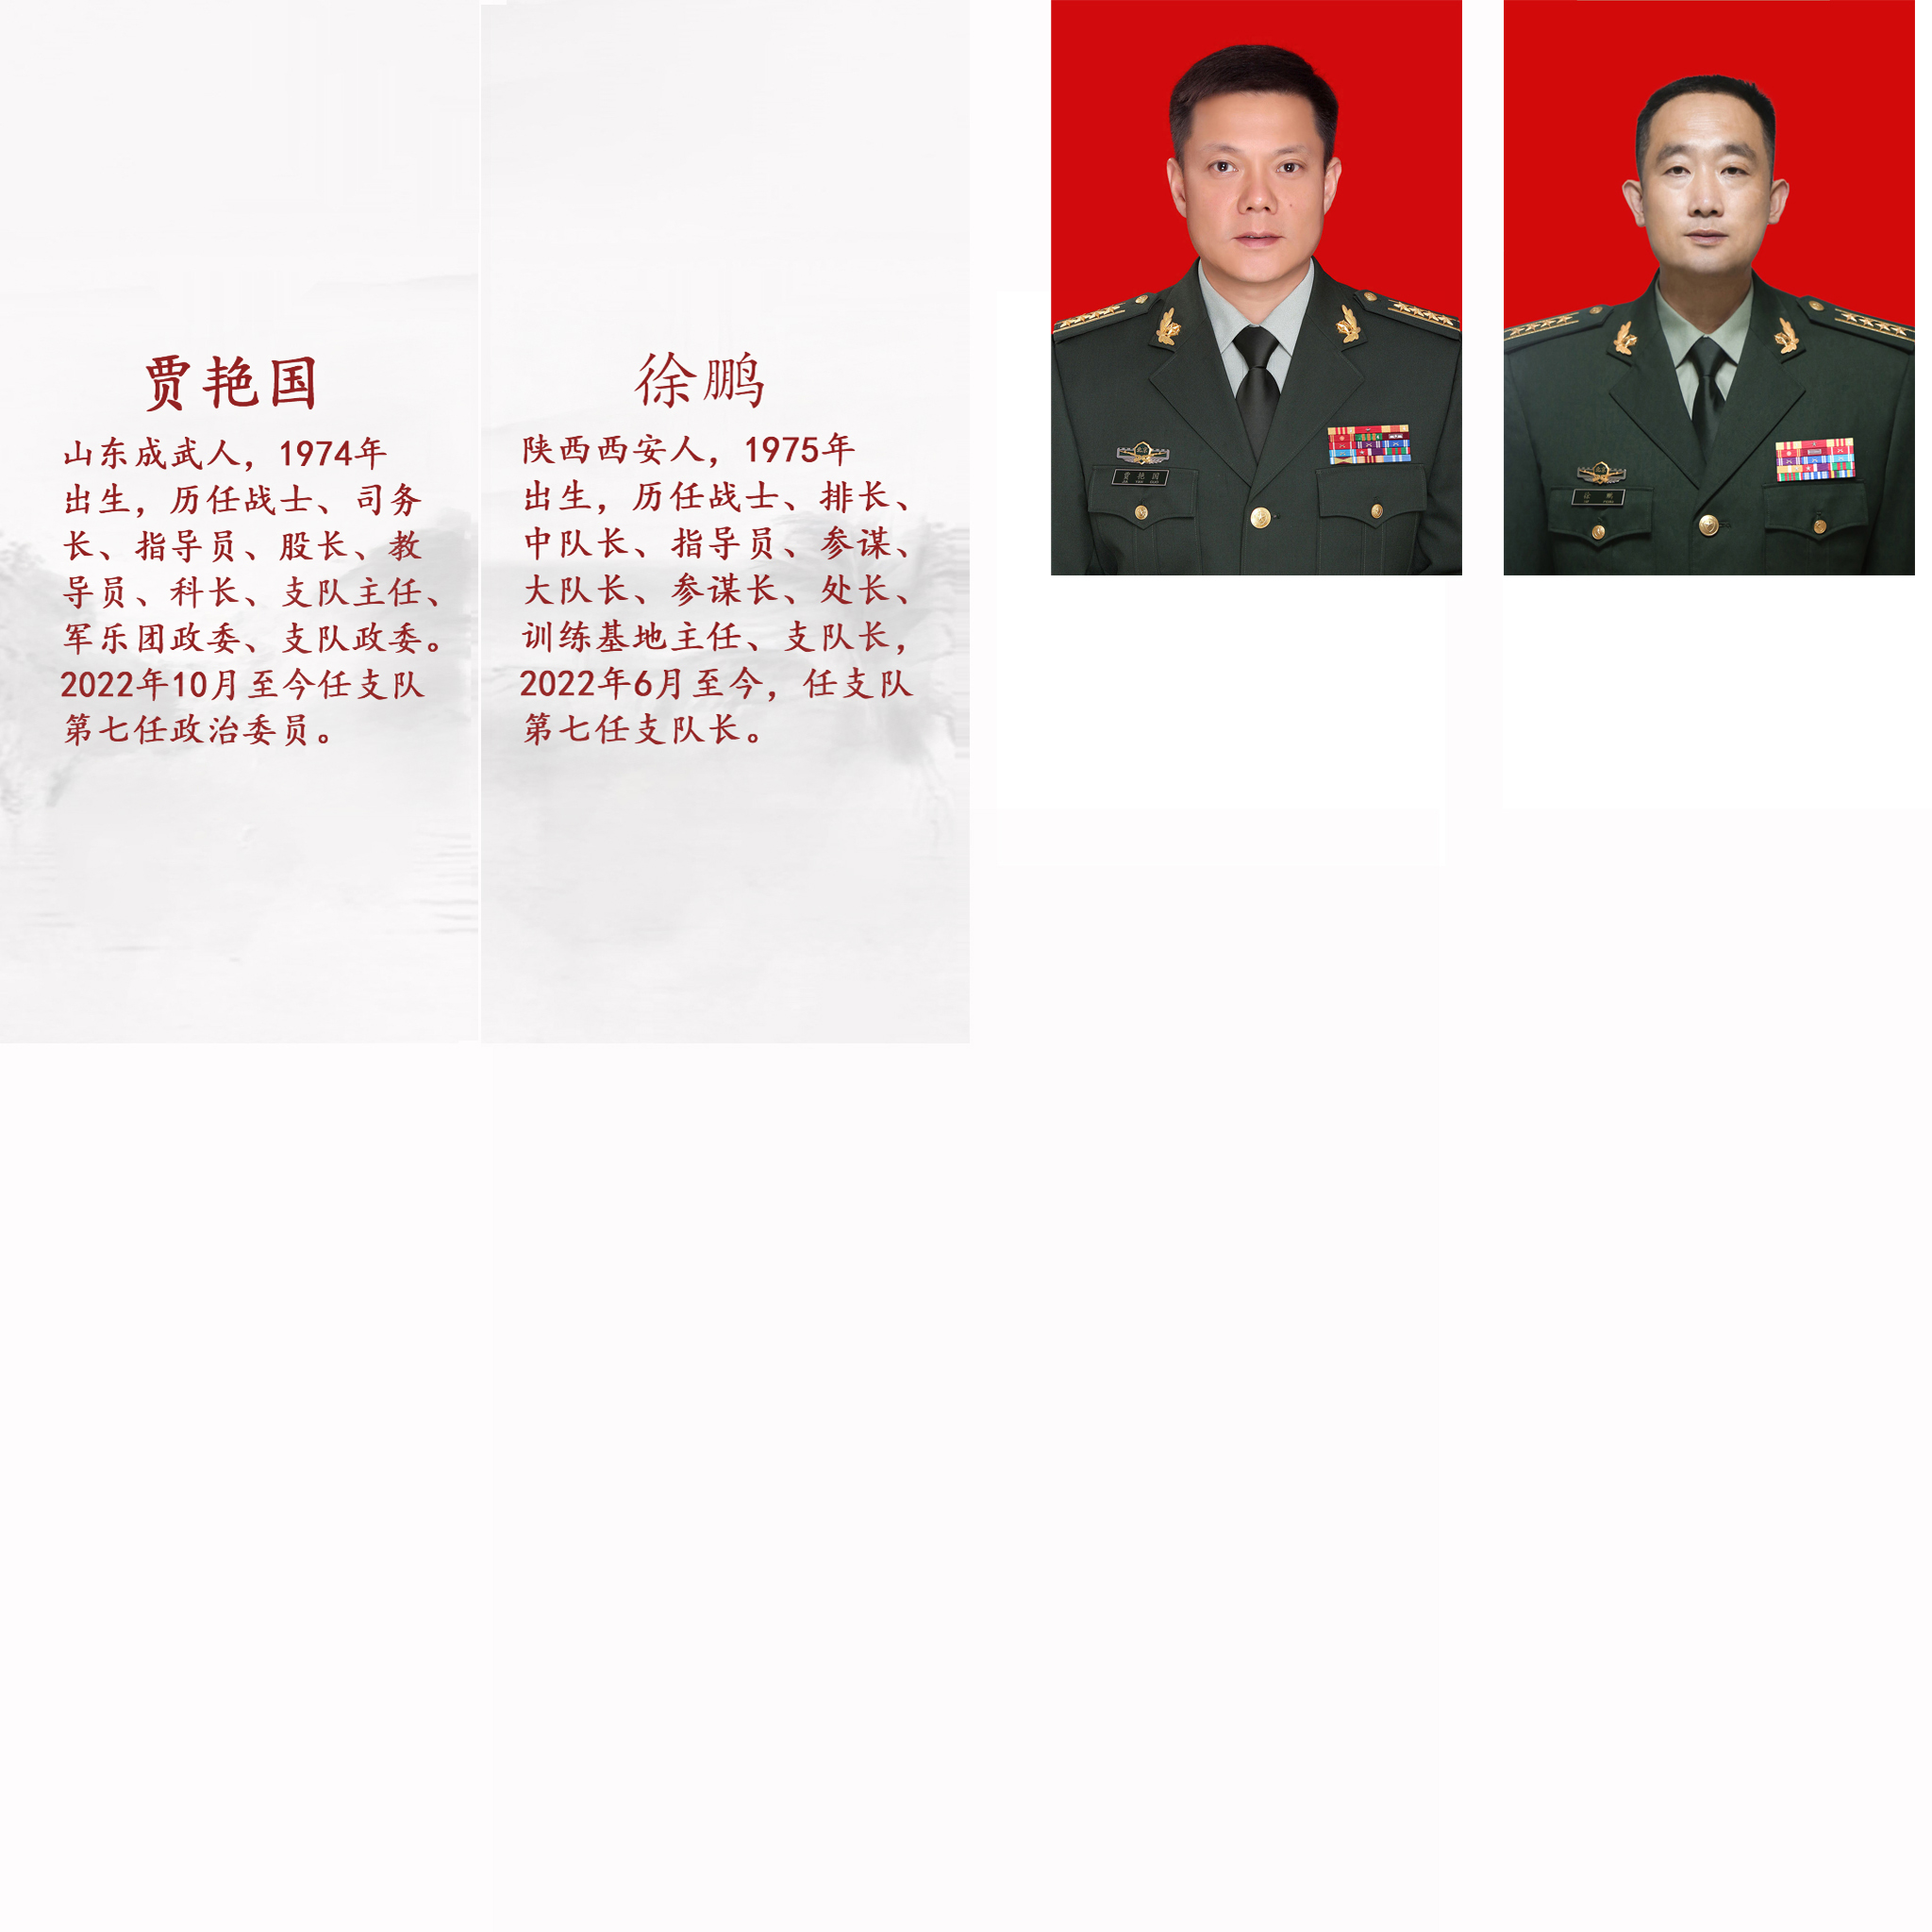 贾艳国
山东成武人，1974年
出生，历任战士、司务
长、指导员、股长、教
导员、科长、支队主任、
军乐团政委、支队政委。
2022年10月至今任支队
第七任政治委员。
徐鹏
陕西西安人，1975年
出生，历任战士、排长、
中队长、指导员、参谋、
大队长、参谋长、处长、
训练基地主任、支队长，
2022年6月至今，任支队
第七任支队长。
贾艳国
徐鹏